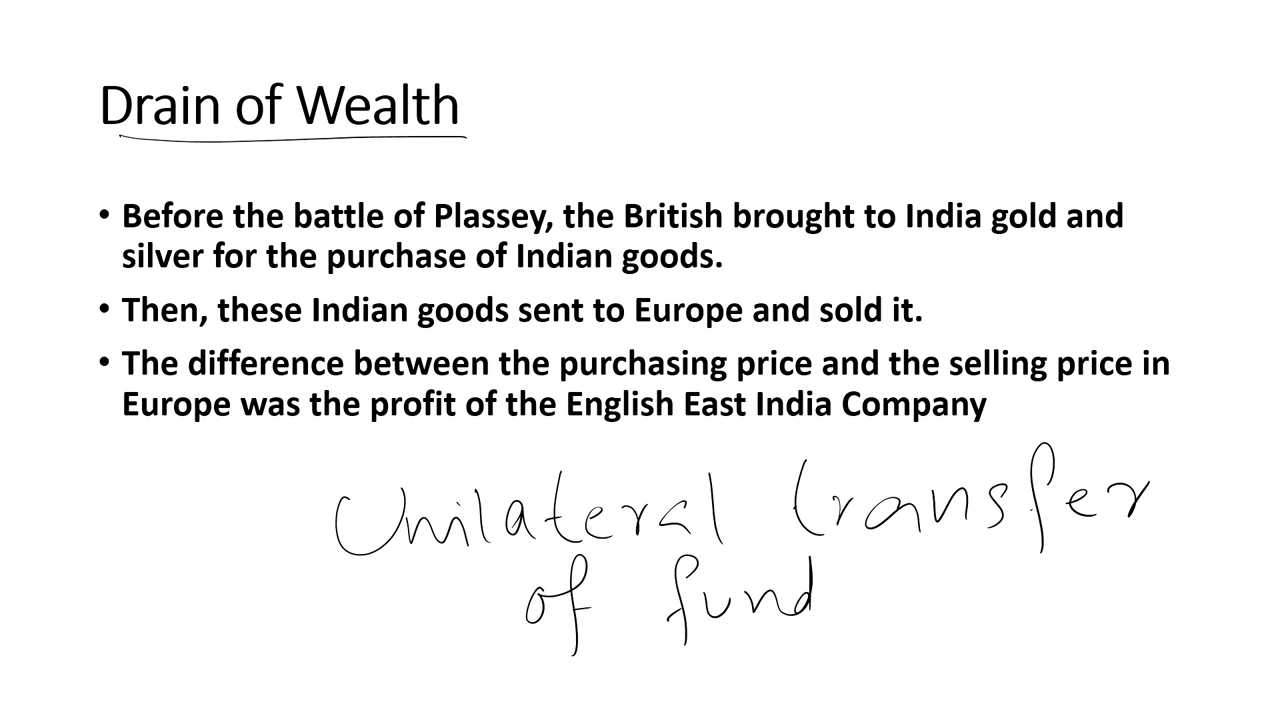 Drain of Wealth
• Before the battle of Plassey, the British brought to India gold and
silver for the purchase of Indian goods.
• Then, these Indian goods sent to Europe and sold it.
• The difference between the purchasing price and the selling price in
Europe was the profit of the English East India Company
Unilateral transfer
of fund